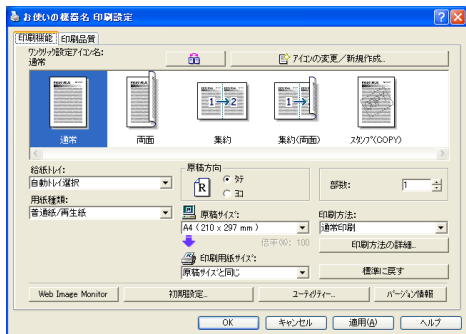 お使いの機器名 印刷設定
印刷機能 印刷品質
ワンクリック設定アイコン名:
通常
アイコンの変更/新規作成...
1→2 1→
通常 両面 集約 集約(両面) スタンプ(COPY)
給紙トレイ:
自動トレイ選択
用紙種類:
普通紙/再生紙
原稿方向
R
タテ
ヨコ
部数: 1
原稿サイズ:
A4 (210 x 297 mm)
倍率(%): 100
印刷用紙サイズ:
原稿サイズと同じ
印刷方法:
通常印刷
印刷方法の詳細...
標準に戻す
Web Image Monitor 初期設定... ユーティリティー... バージョン情報
OK キャンセル 適用(A) ヘルプ